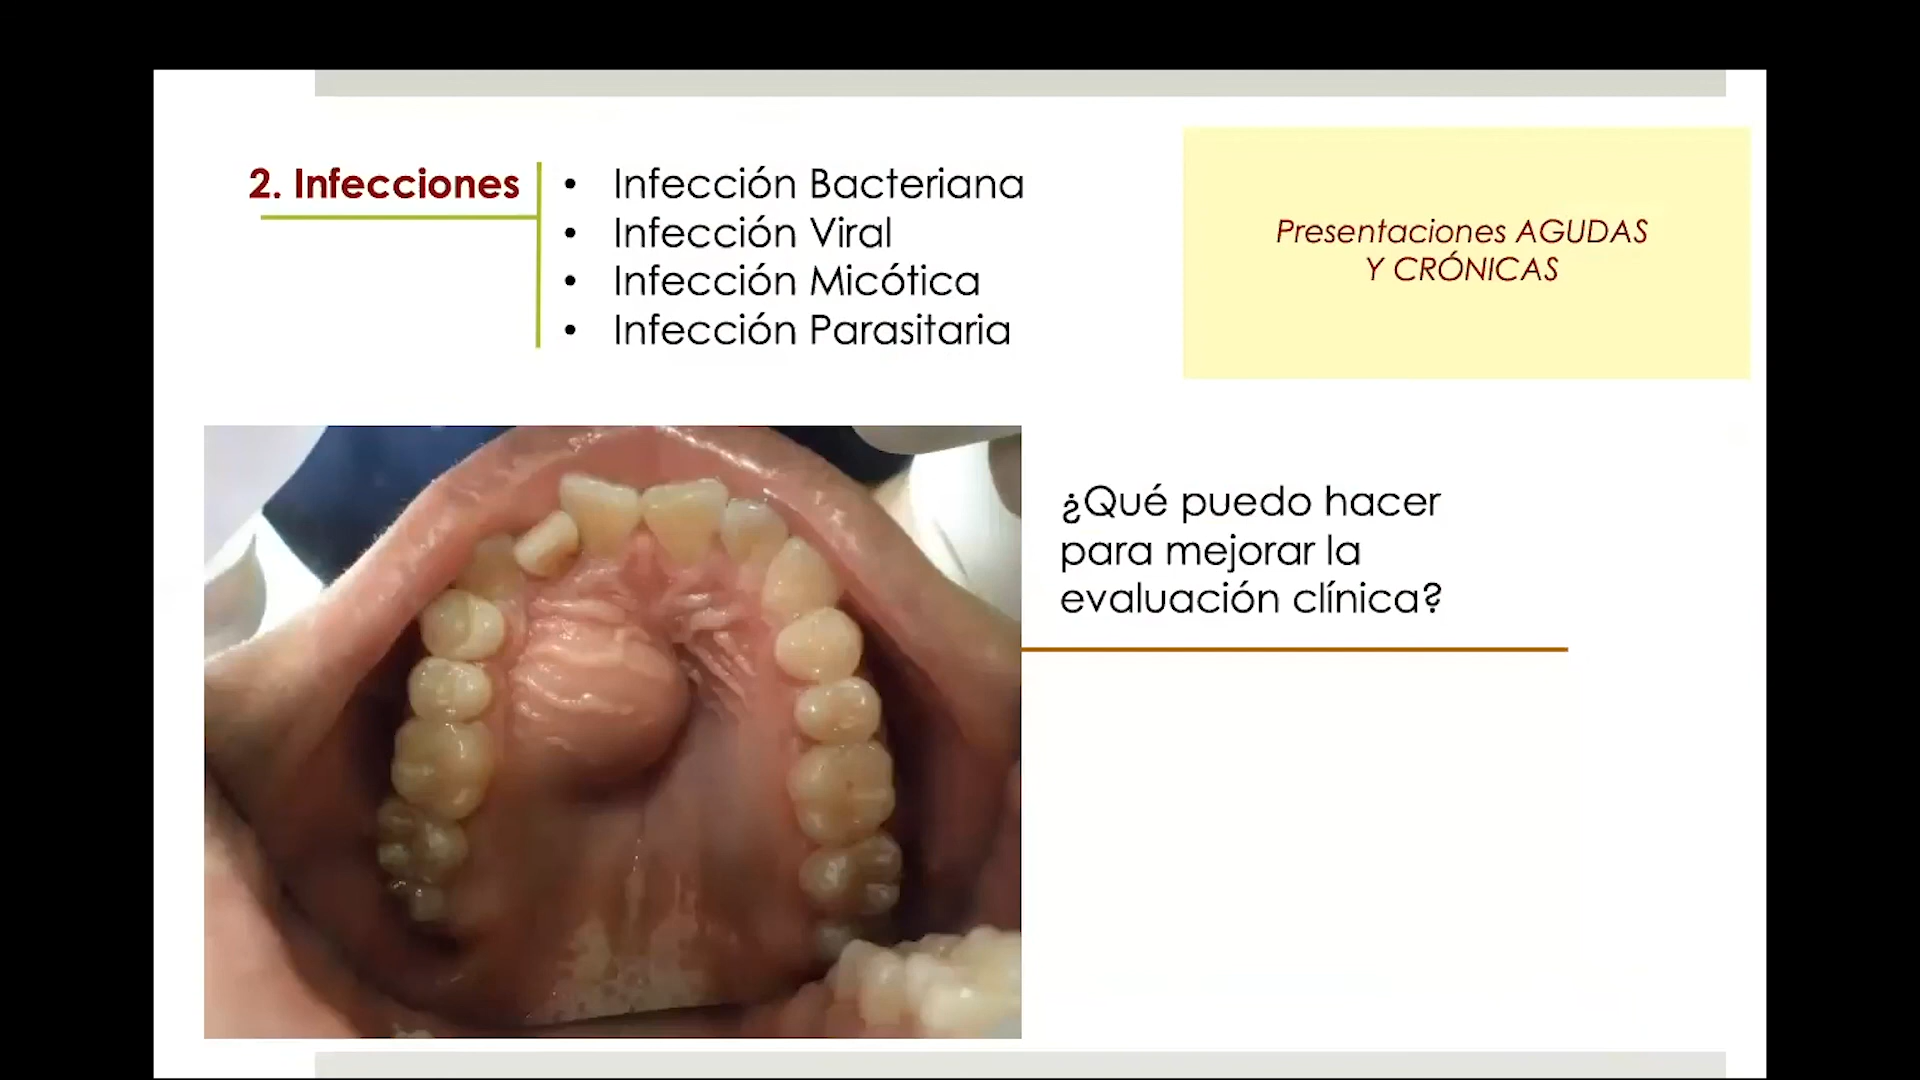 2. Infecciones
• Infección Bacteriana
• Infección Viral
• Infección Micótica
• Infección Parasitaria
Presentaciones AGUDAS
Y CRÓNICAS
¿Qué puedo hacer
para mejorar la
evaluación clínica?